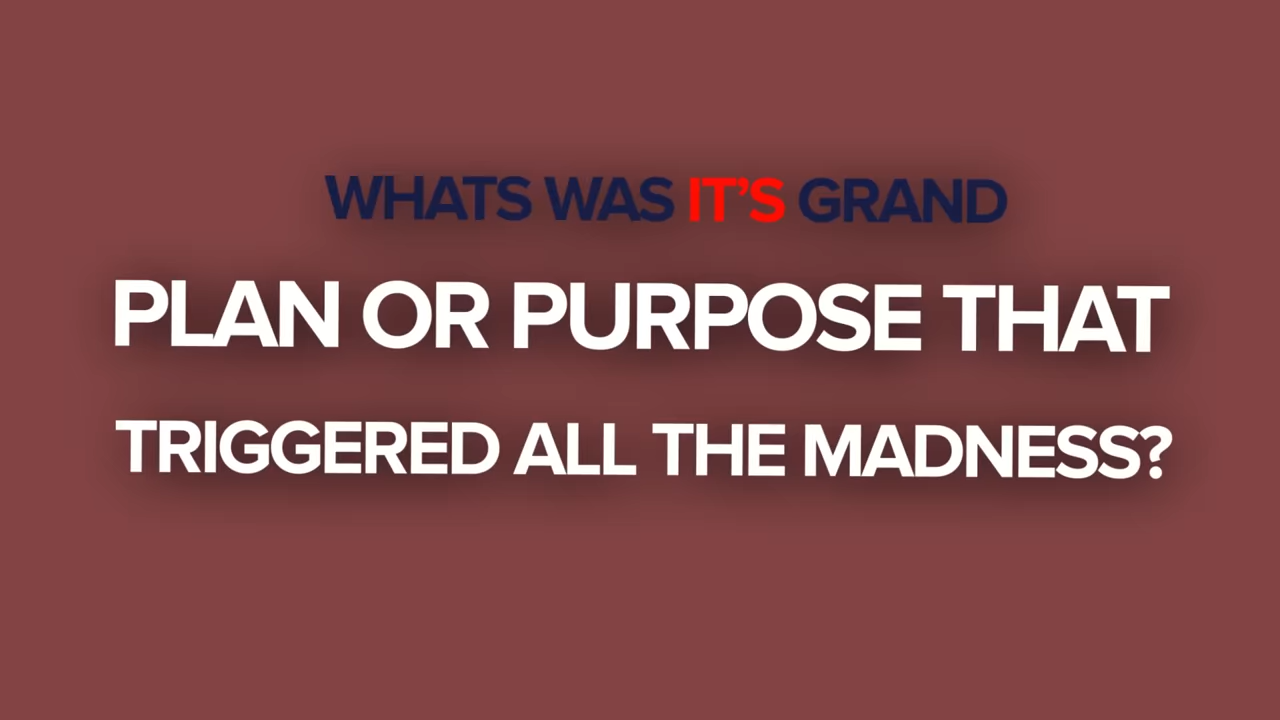 WHATS WAS IT’S GRAND
PLAN OR PURPOSE THAT
TRIGGERED ALL THE MADNESS?